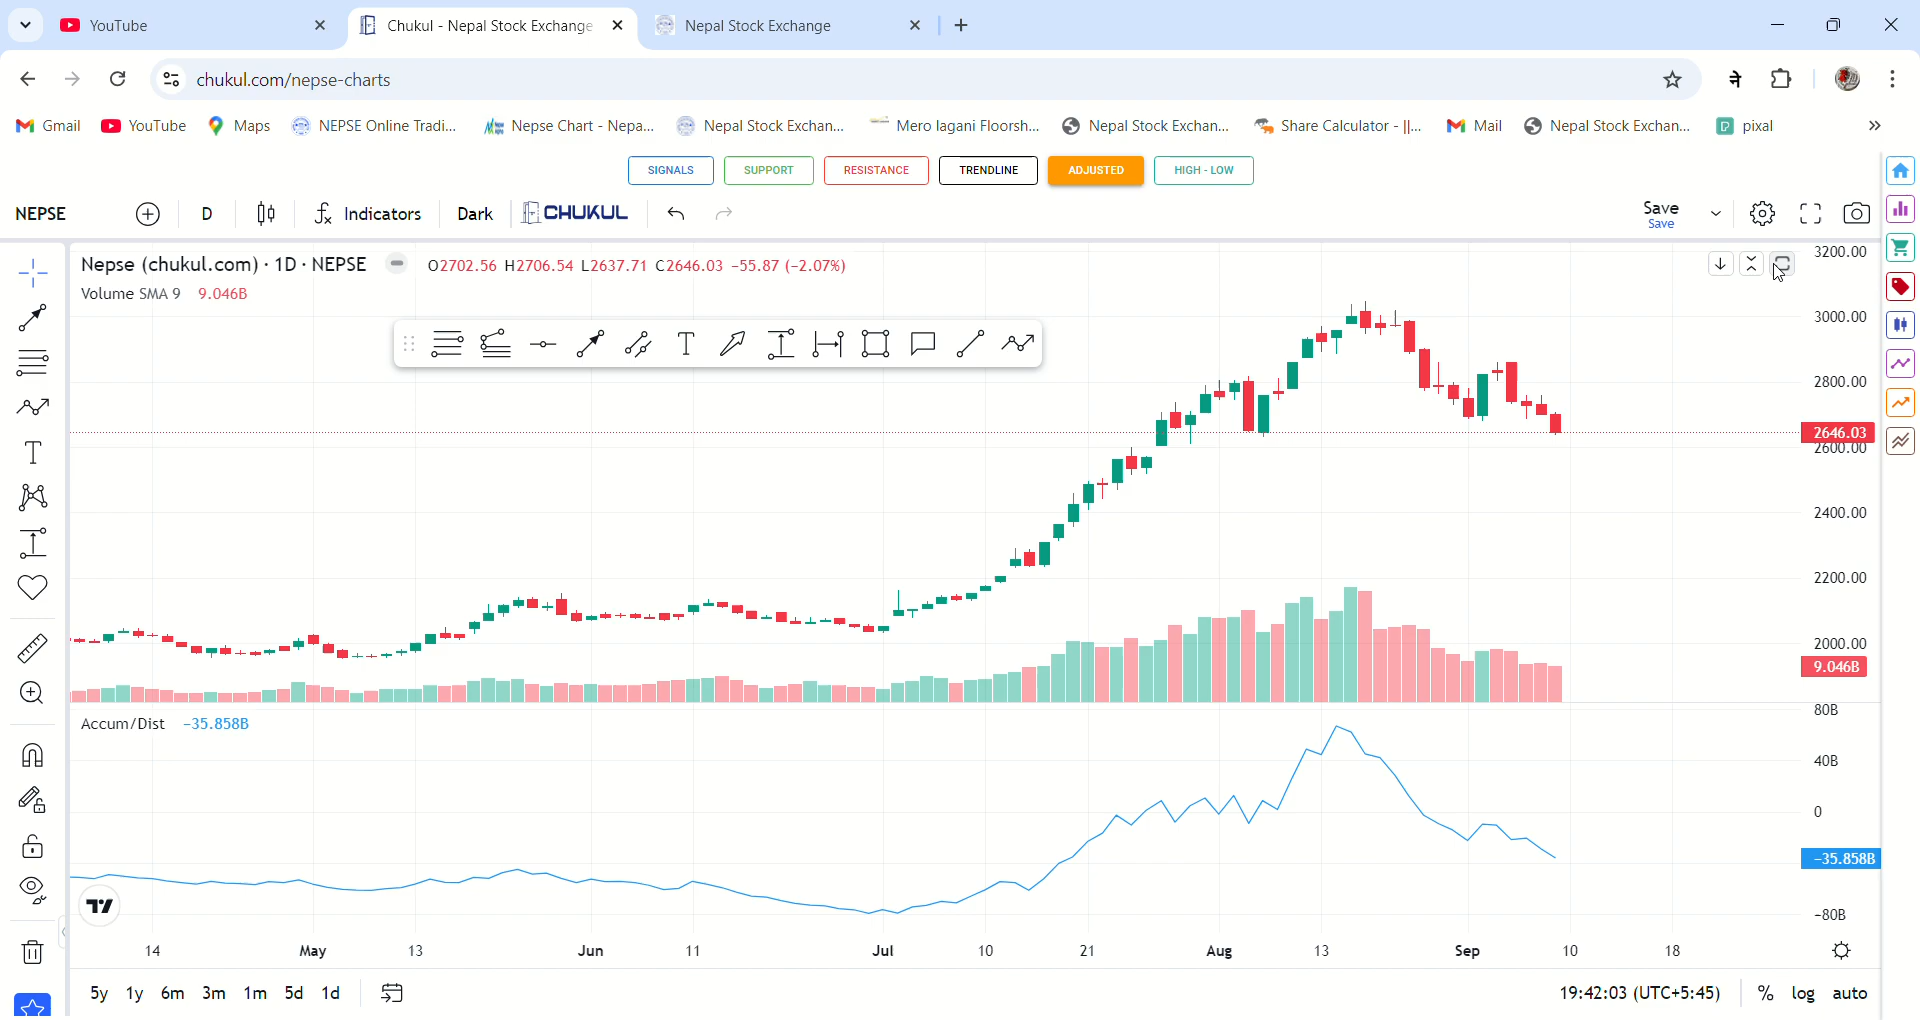 YouTube
Chukul - Nepal Stock Exchange
Nepal Stock Exchange
chukul.com/nepse-charts
ने
Gmail YouTube Maps NEPSE Online Tradi... Nepse Chart - Nepa... Nepal Stock Exchan... Mero lagani Floorsh... Nepal Stock Exchan... Share Calculator - ||... Mail Nepal Stock Exchan... pixal
SIGNALS SUPPORT RESISTANCE TRENDLINE ADJUSTED HIGH - LOW
NEPSE D Indicators Dark CHUKUL Save
Save
Nepse (chukul.com) · 1D · NEPSE O2702.56 H2706.54 L2637.71 C2646.03 -55.87 (-2.07%)
Volume SMA 9 9.046B
3200.00
3000.00
2800.00
2646.03
2600.00
2400.00
2200.00
2000.00
9.046B
Accum/Dist -35.858B
80B
40B
0
-35.858B
-80B
14 May 13 Jun 11 Jul 10 21 Aug 13 Sep 10 18
5y 1y 6m 3m 1m 5d 1d 19:42:03 (UTC+5:45) % log auto